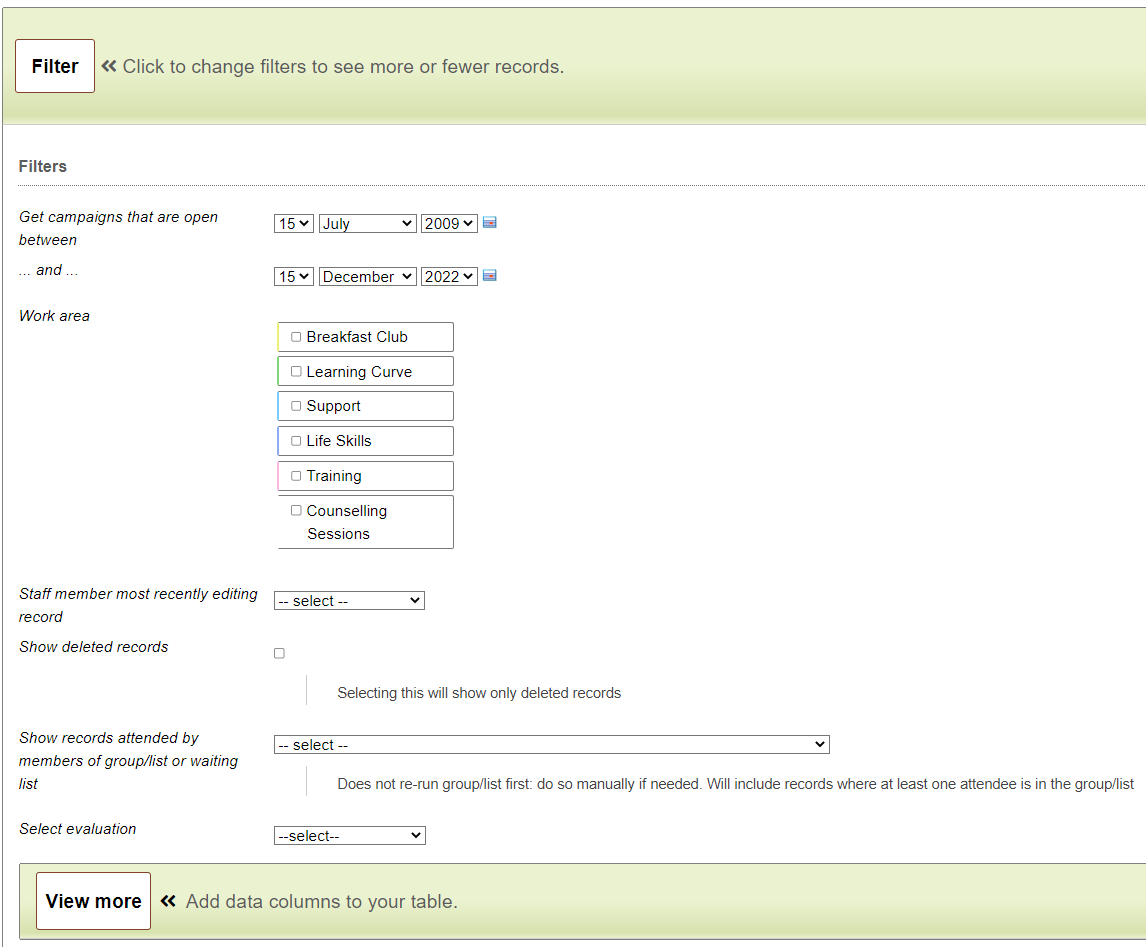 Filter « Click to change filters to see more or fewer records.
Filters
Get campaigns that are open
between
15 July 2009
... and ...
15 December 2022
Work area
Breakfast Club
Learning Curve
Support
Life Skills
Training
Counselling
Sessions
Staff member most recently editing
record
-- select --
Show deleted records
Selecting this will show only deleted records
Show records attended by
members of group/list or waiting
list
-- select --
Does not re-run group/list first: do so manually if needed. Will include records where at least one attendee is in the group/list
Select evaluation
--select--
View more « Add data columns to your table.